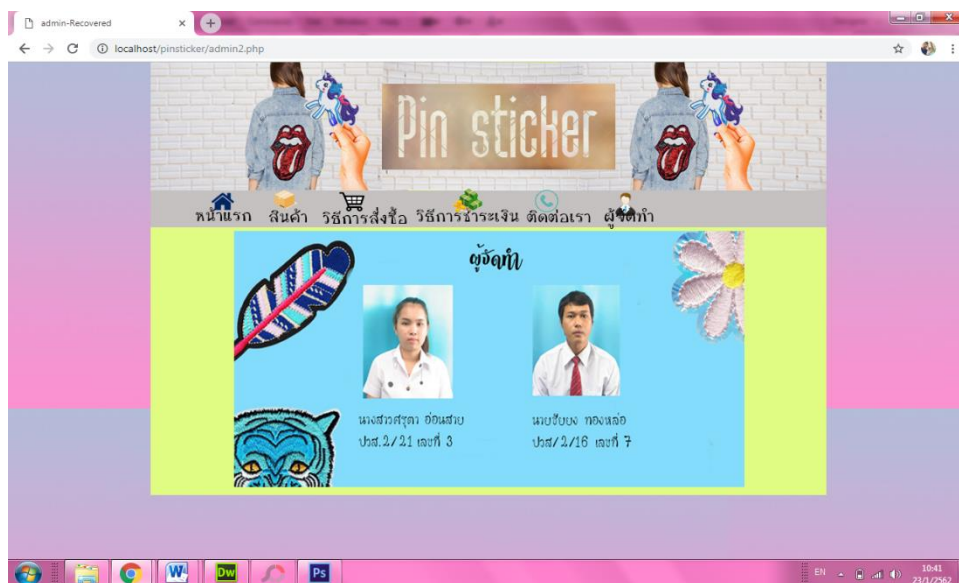 admin-Recovered
localhost/pinsticker/admin2.php
Pin sticker
หน้าแรก สินค้า วิธีการสั่งซื้อ วิธีการชำระเงิน ติดต่อเรา ผู้จัดทำ
ผู้จัดทำ
นางสาวศรุตา อ่อนสาย
ปวส.2/21 เลขที่ 3
นายชัยยง ทองหล่อ
ปวส/2/16 เลขที่ 7
W
Dw
Ps
EN
10:41
23/1/2562